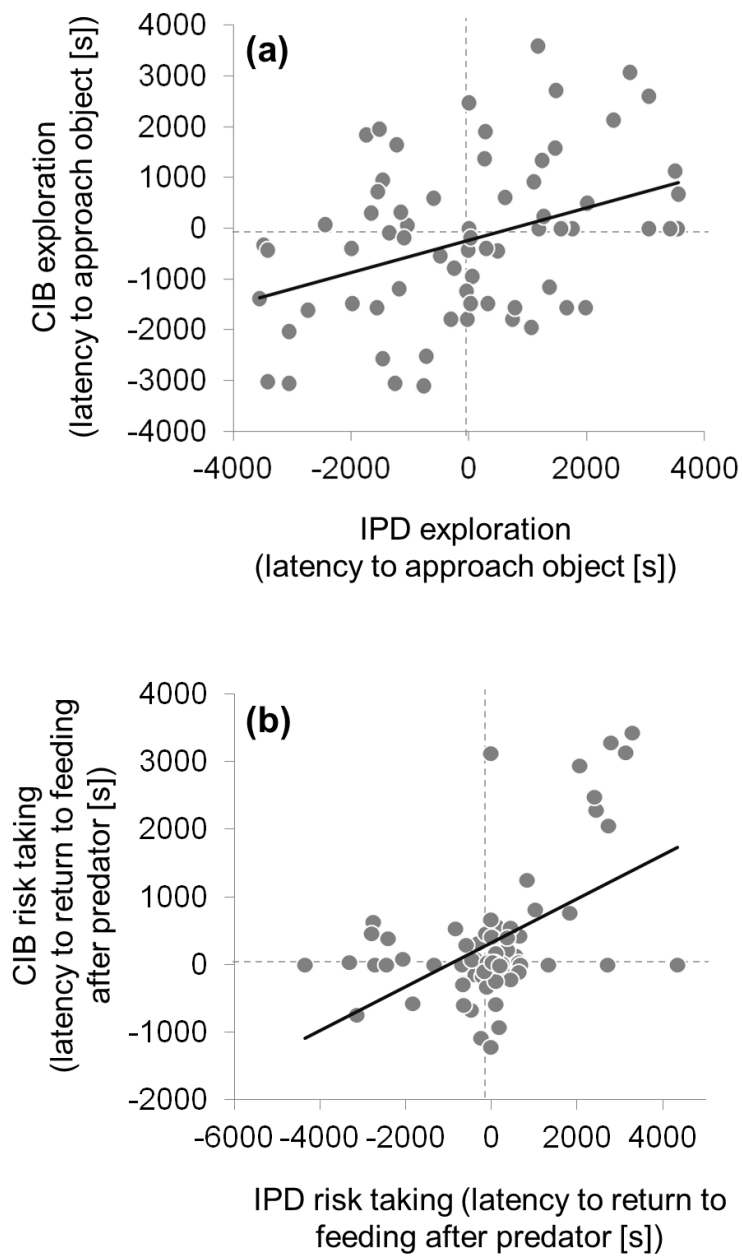 (a)
CIB exploration
(latency to approach object [s])
4000
3000
2000
1000
0
-1000
-2000
-3000
-4000
-4000 -2000 0 2000 4000
IPD exploration
(latency to approach object [s])
(b)
CIB risk taking
(latency to return to feeding
after predator [s])
4000
3000
2000
1000
0
-1000
-2000
-6000 -4000 -2000 0 2000 4000
IPD risk taking (latency to return to
feeding after predator [s])